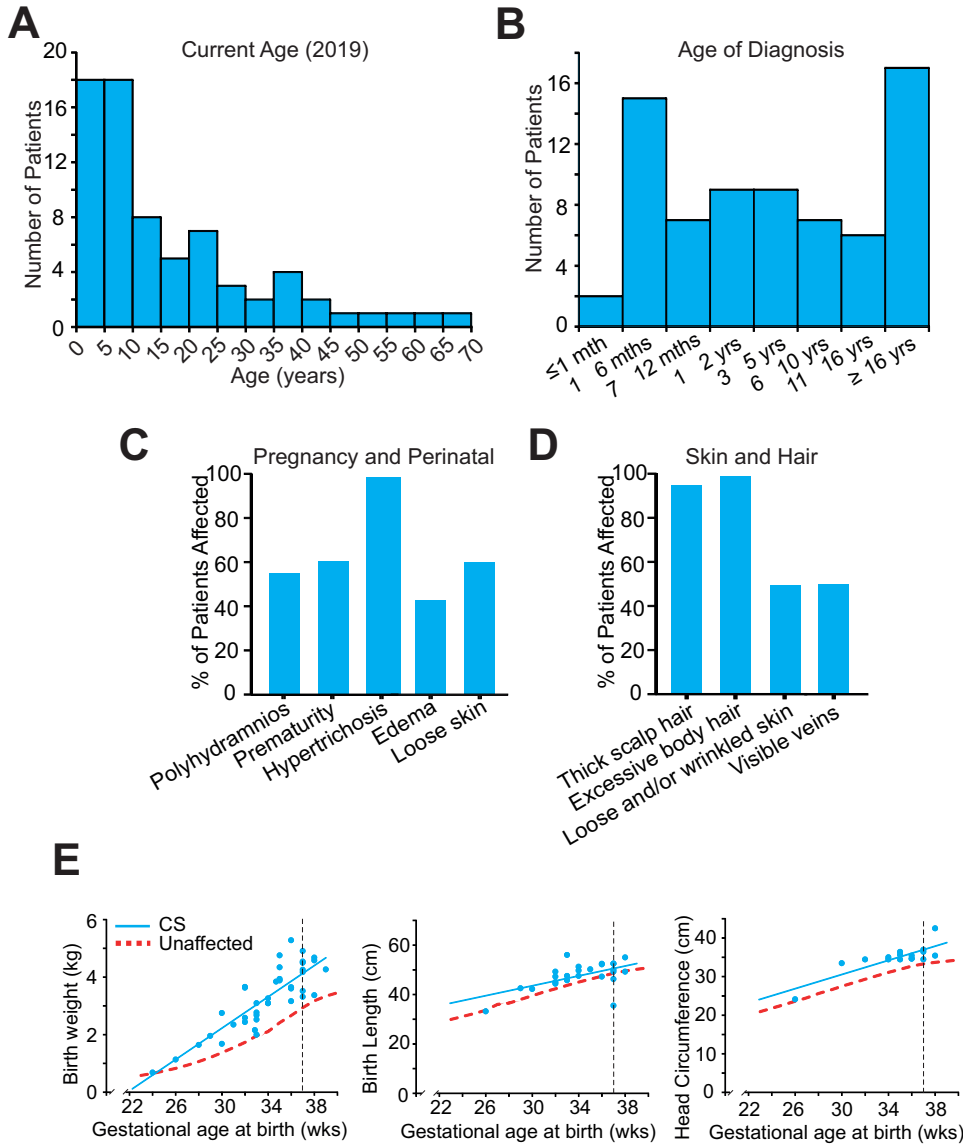 A
Current Age (2019)
Number of Patients
20
16
12
8
4
0
0 5 10 15 20 25 30 35 40 45 50 55 60 65 70
Age (years)
B
Age of Diagnosis
Number of Patients
16
12
8
4
0
≤1 mth
1 6 mths
7 12 mths
1 2 yrs
3 5 yrs
6 10 yrs
11 16 yrs
≥ 16 yrs
C
Pregnancy and Perinatal
% of Patients Affected
100
80
60
40
20
0
Polyhydramnios
Prematurity
Hypertrichosis
Edema
Loose skin
D
Skin and Hair
% of Patients Affected
100
80
60
40
20
0
Thick scalp hair
Excessive body hair
Loose and/or wrinkled skin
Visible veins
E
CS
Unaffected
Birth weight (kg)
6
4
2
0
22 26 30 34 38
Gestational age at birth (wks)
Birth Length (cm)
60
40
20
0
22 26 30 34 38
Gestational age at birth (wks)
Head Circumference (cm)
40
30
20
10
0
22 26 30 34 38
Gestational age at birth (wks)